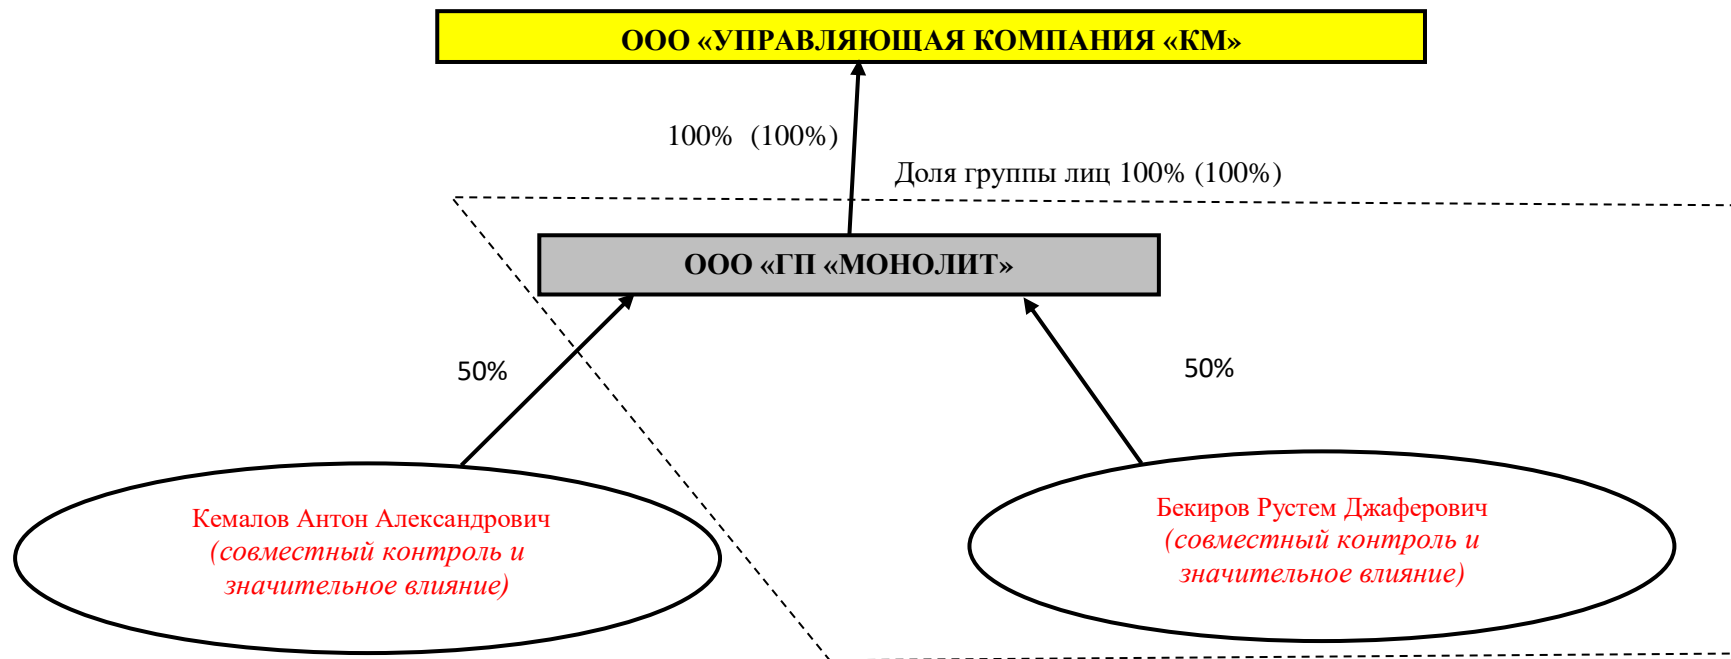 ООО «УПРАВЛЯЮЩАЯ КОМПАНИЯ «КМ»
100% (100%)
Доля группы лиц 100% (100%)
ООО «ГП «МОНОЛИТ»
50%
50%
Кемалов Антон Александрович
(совместный контроль и
значительное влияние)
Бекиров Рустем Джаферович
(совместный контроль и
значительное влияние)